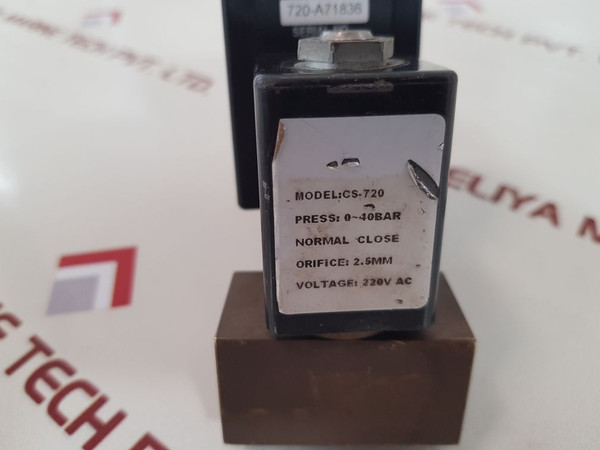 720-A71836
MODEL:CS-720
PRESS: 0~40BAR
NORMAL CLOSE
ORIFICE: 2.5MM
VOLTAGE: 220V AC
TECH PVT. LTD.
ELIYA
TECH